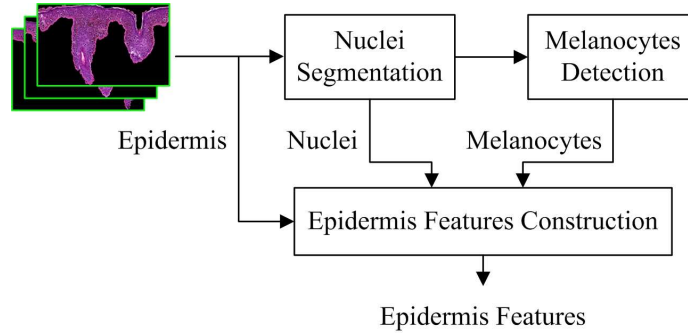 Nuclei
Segmentation
Melanocytes
Detection
Epidermis
Nuclei
Melanocytes
Epidermis Features Construction
Epidermis Features